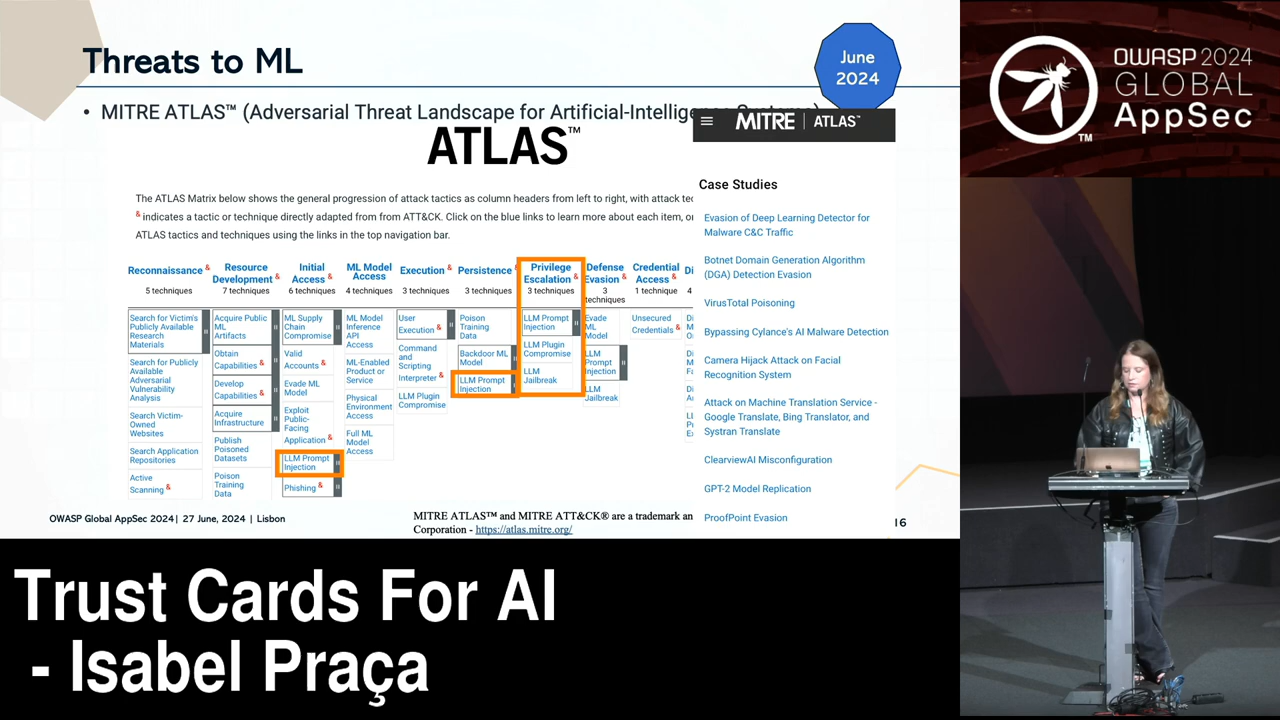 Threats to ML
June
2024
• MITRE ATLAS™ (Adversarial Threat Landscape for Artificial-Intellige
ATLAS™
MITRE | ATLAS™
The ATLAS Matrix below shows the general progression of attack tactics as column headers from left to right, with attack
& indicates a tactic or technique directly adapted from from ATT&CK. Click on the blue links to learn more about each item, or
ATLAS tactics and techniques using the links in the top navigation bar.
Reconnaissance &
5 techniques
Search for Victim's
Publicly Available
Research
Materials
Search for Publicly
Available
Adversarial
Vulnerability
Analysis
Search Victim-
Owned
Websites
Search Application
Repositories
Active
Scanning &
Resource
Development &
7 techniques
Acquire Public
ML
Artifacts
Obtain
Capabilities &
Develop
Capabilities &
Acquire
Infrastructure
Publish
Poisoned
Datasets
Poison
Training
Data
Initial
Access &
6 techniques
ML Supply
Chain
Compromise
Valid
Accounts &
Evade ML
Model
Exploit
Public-
Facing
Application &
LLM Prompt
Injection
Phishing &
ML Model
Access
4 techniques
ML Model
Inference
API
Access
ML-Enabled
Product or
Service
Physical
Environment
Access
Full ML
Model
Access
Execution &
3 techniques
User
Execution &
Command
and
Scripting
Interpreter &
LLM Plugin
Compromise
Persistence &
3 techniques
Poison
Training
Data
Backdoor ML
Model
LLM Prompt
Injection
Privilege
Escalation &
3 techniques
LLM Prompt
Injection
LLM Plugin
Compromise
LLM
Jailbreak
Defense
Evasion &
3
techniques
Evade
ML
Model
LLM
Prompt
Injection
LLM
Jailbreak
Credential
Access &
1 technique
Unsecured
Credentials &
Case Studies
Evasion of Deep Learning Detector for
Malware C&C Traffic
Botnet Domain Generation Algorithm
(DGA) Detection Evasion
VirusTotal Poisoning
Bypassing Cylance's AI Malware Detection
Camera Hijack Attack on Facial
Recognition System
Attack on Machine Translation Service -
Google Translate, Bing Translator, and
Systran Translate
ClearviewAI Misconfiguration
GPT-2 Model Replication
ProofPoint Evasion
OWASP Global AppSec 2024| 27 June, 2024 | Lisbon
MITRE ATLAS™ and MITRE ATT&CK® are a trademark an
Corporation - https://atlas.mitre.org/
16
OWASP 2024
GLOBAL
AppSec
TM
Trust Cards For AI
- Isabel Praça